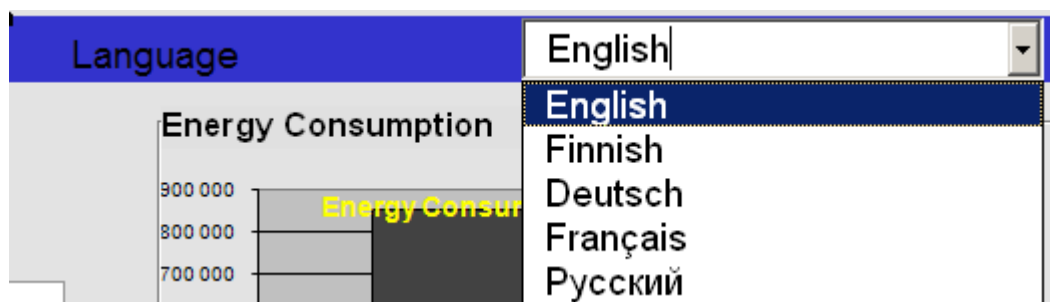 Language
English
English
Finnish
Deutsch
Français
Русский
Energy Consumption
Energy Consur
900 000
800 000
700 000